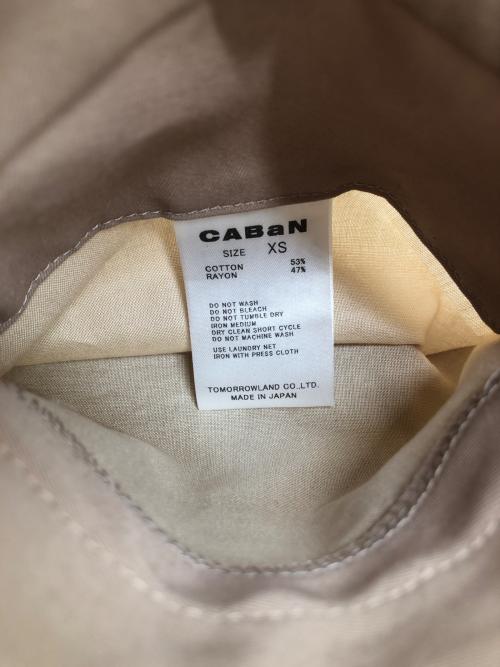 CABaN
SIZE XS
COTTON 53%
RAYON 47%
DO NOT WASH
DO NOT BLEACH
DO NOT TUMBLE DRY
IRON MEDIUM
DRY CLEAN SHORT CYCLE
DO NOT MACHINE WASH
USE LAUNDRY NET
IRON WITH PRESS CLOTH
TOMORROWLAND CO.,LTD.
MADE IN JAPAN